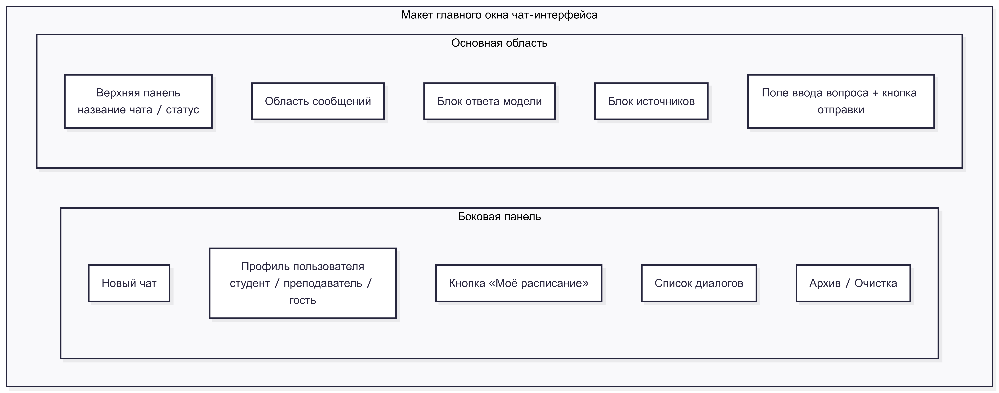 Макет главного окна чат-интерфейса
Основная область
Верхняя панель
название чата / статус
Область сообщений
Блок ответа модели
Блок источников
Поле ввода вопроса + кнопка
отправки
Боковая панель
Новый чат
Профиль пользователя
студент / преподаватель /
гость
Кнопка «Моё расписание»
Список диалогов
Архив / Очистка